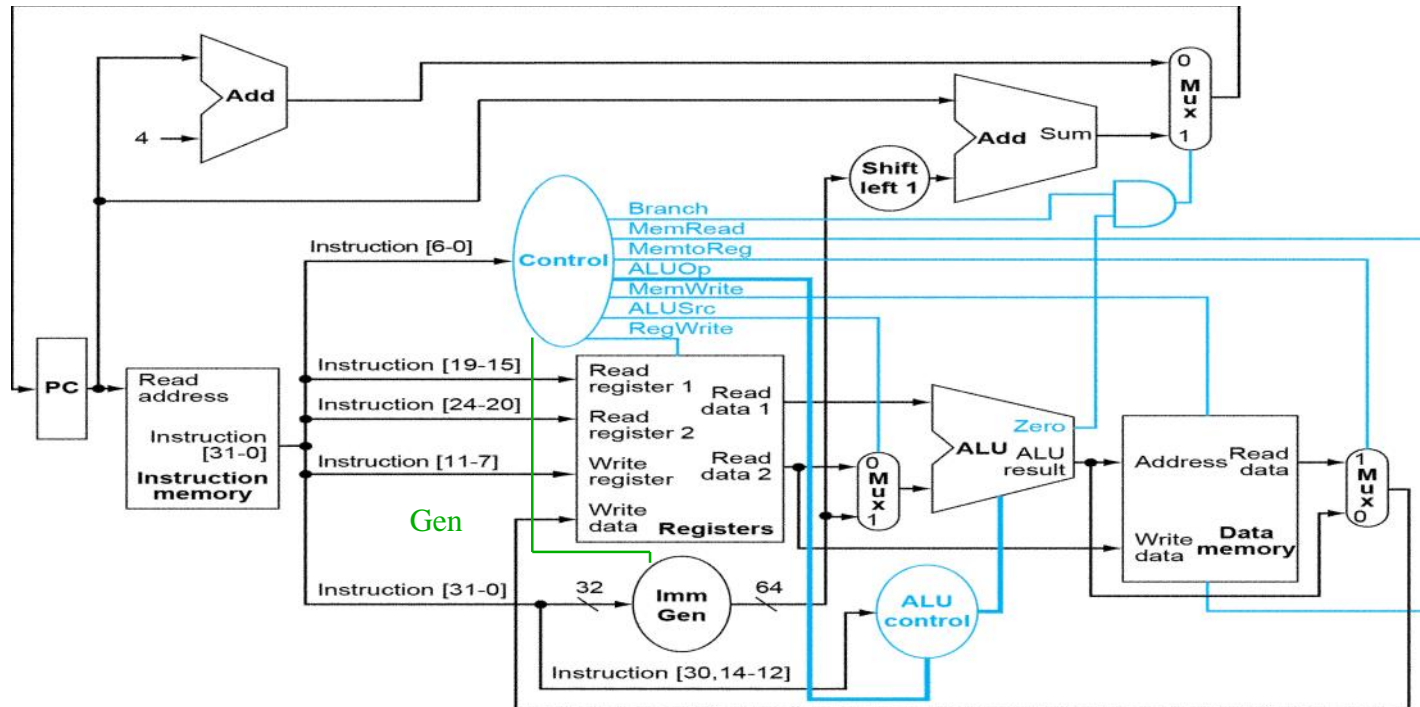 Add
4
0
Mux
1
Add Sum
Shift
left 1
Branch
MemRead
MemtoReg
ALUOp
MemWrite
ALUSrc
RegWrite
Instruction [6-0]
Control
PC
Read
address
Instruction
[31-0]
Instruction
memory
Instruction [19-15]
Instruction [24-20]
Instruction [11-7]
Read
register 1
Read
data 1
Read
register 2
Write
register
Read
data 2
Write
data
Registers
0
Mux
1
Zero
ALU
ALU
result
Address
Read
data
Write
data
Data
memory
1
Mux
0
Gen
Instruction [31-0]
32
Imm
Gen
64
ALU
control
Instruction [30,14-12]